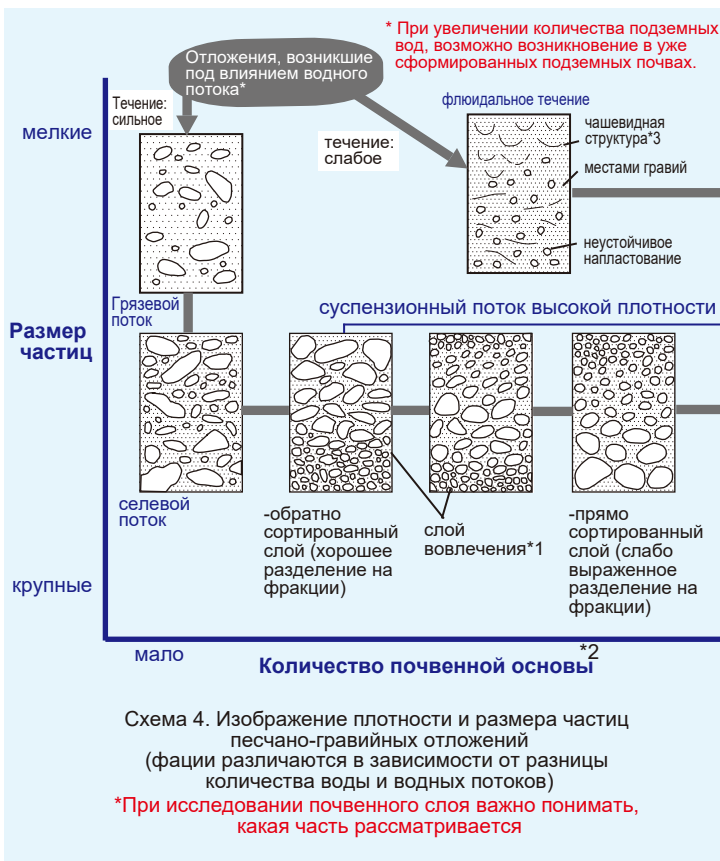 * При увеличении количества подземных
вод, возможно возникновение в уже
сформированных подземных почвах.
Отложения, возникшие
под влиянием водного
потока*
Течение:
сильное
течение:
слабое
флюидальное течение
чашевидная
структура*3
местами гравий
неустойчивое
напластование
мелкие
Грязевой
поток
суспензионный поток высокой плотности
Размер
частиц
селевой
поток
-обратно
сортированный
слой (хорошее
разделение на
фракции)
слой
вовлечения*1
-прямо
сортированный
слой (слабо
выраженное
разделение на
фракции)
крупные
мало
Количество почвенной основы*2
Схема 4. Изображение плотности и размера частиц
песчано-гравийных отложений
(фации различаются в зависимости от разницы
количества воды и водных потоков)
*При исследовании почвенного слоя важно понимать,
какая часть рассматривается